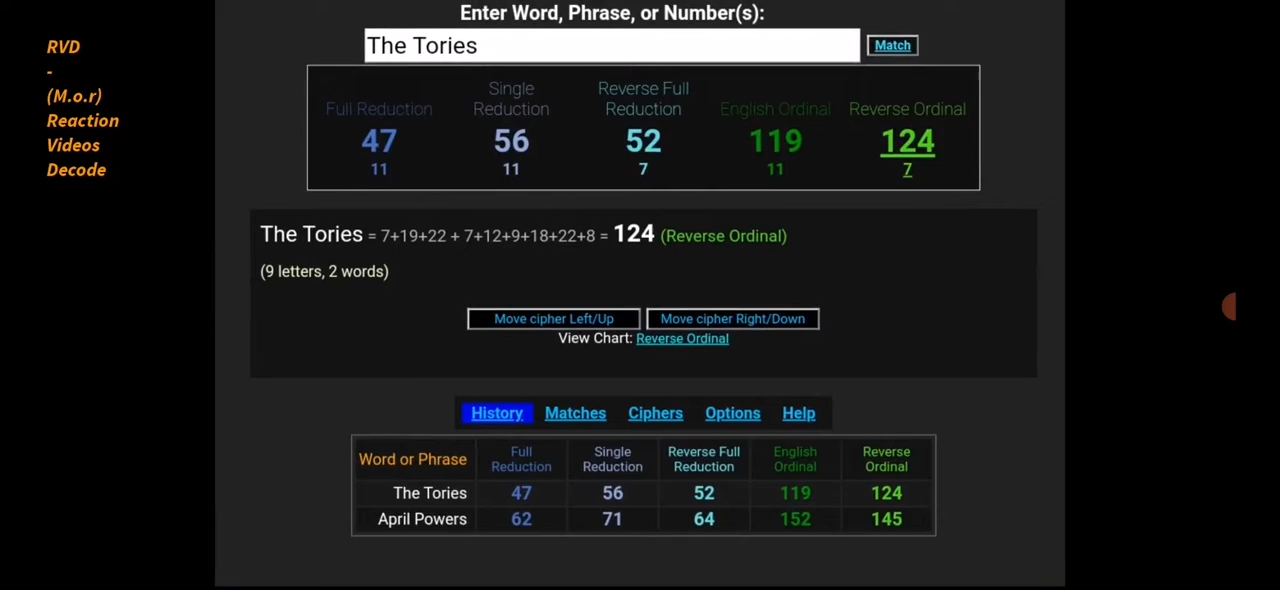 Enter Word, Phrase, or Number(s):
RVD
-
(M.o.r)
Reaction
Videos
Decode
The Tories
Match
Full Reduction
Single Reduction
Reverse Full Reduction
English Ordinal
Reverse Ordinal
47 56 52 119 124
11 11 7 11 7
The Tories = 7+19+22 + 7+12+9+18+22+8 = 124 (Reverse Ordinal)
(9 letters, 2 words)
Move cipher Left/Up Move cipher Right/Down
View Chart: Reverse Ordinal
History Matches Ciphers Options Help
Word or Phrase Full Reduction Single Reduction Reverse Full Reduction English Ordinal Reverse Ordinal
The Tories 47 56 52 119 124
April Powers 62 71 64 152 145